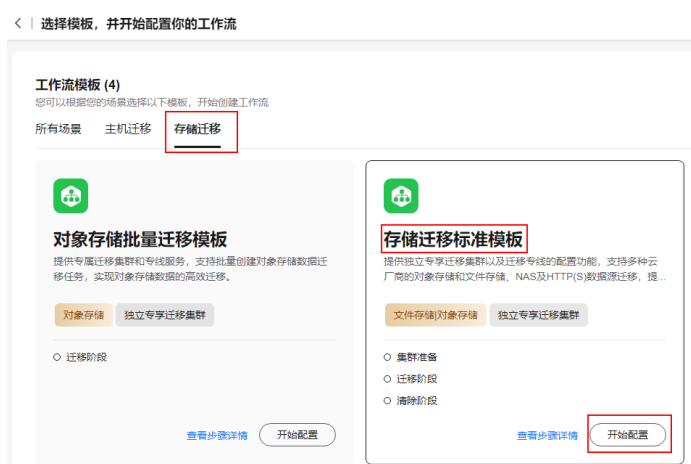 选择模板，并开始配置你的工作流
工作流模板 (4)
您可以根据您的场景选择以下模板，开始创建工作流
所有场景 主机迁移 存储迁移
对象存储批量迁移模板
提供专属迁移集群和专线服务，支持批量创建对象存储数据迁
移任务，实现对象存储数据的高效迁移。
对象存储 独立专享迁移集群
迁移阶段
查看步骤详情 开始配置
存储迁移标准模板
提供独立专享迁移集群以及迁移专线的配置功能，支持多种云
厂商的对象存储和文件存储、NAS及HTTP(S)数据源迁移，提...
文件存储|对象存储 独立专享迁移集群
集群准备
迁移阶段
清除阶段
查看步骤详情 开始配置